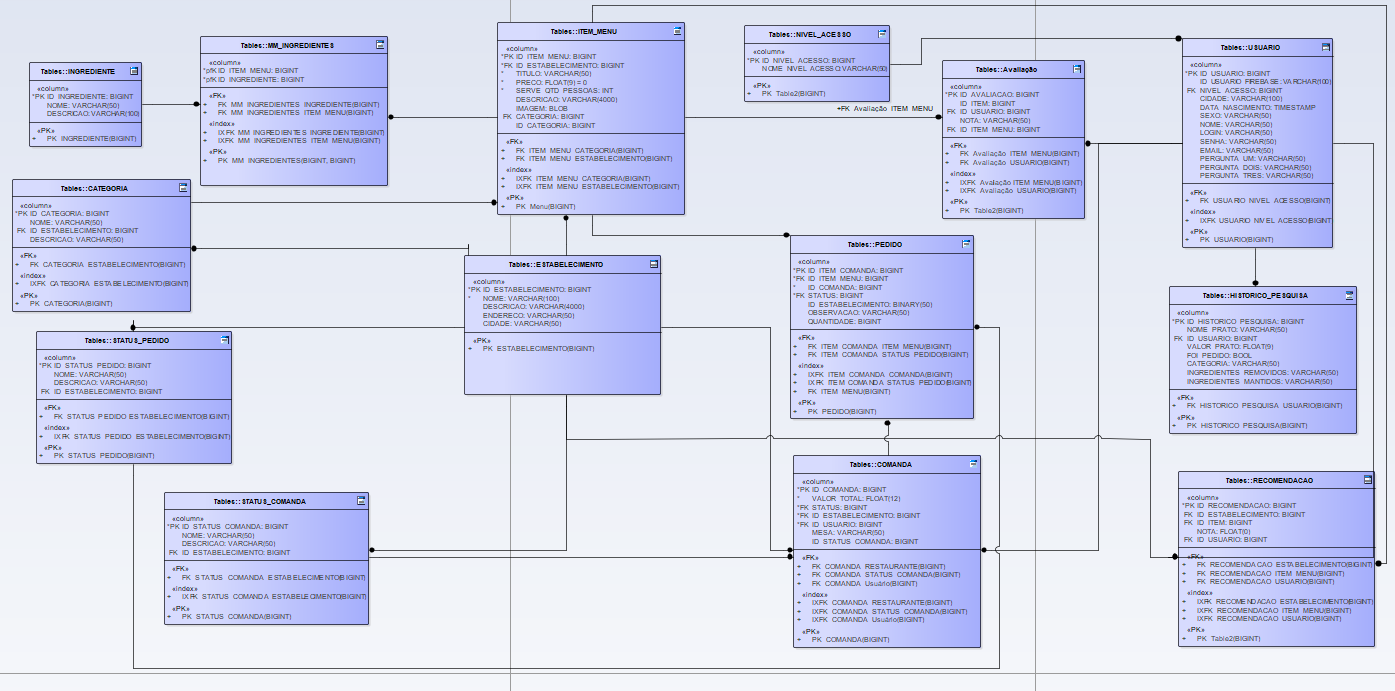 Tables::INGREDIENTE
«column»
*PK ID_INGREDIENTE: BIGINT
NOME: VARCHAR(50)
DESCRICAO: VARCHAR(100)
«PK»
+ PK_INGREDIENTE(BIGINT)
Tables::MM_INGREDIENTES
«column»
*pfK ID_ITEM_MENU: BIGINT
*pfK ID_INGREDIENTE: BIGINT
«FK»
+ FK_MM_INGREDIENTES_INGREDIENTE(BIGINT)
+ FK_MM_INGREDIENTES_ITEM_MENU(BIGINT)
«index»
+ IXFK_MM_INGREDIENTES_INGREDIENTE(BIGINT)
+ IXFK_MM_INGREDIENTES_ITEM_MENU(BIGINT)
«PK»
+ PK_MM_INGREDIENTES(BIGINT, BIGINT)
Tables::ITEM_MENU
«column»
*PK ID_ITEM_MENU: BIGINT
*FK ID_ESTABELECIMENTO: BIGINT
* TITULO: VARCHAR(50)
* PRECO: FLOAT(9) = 0
* SERVE_QTD_PESSOAS: INT
DESCRICAO: VARCHAR(4000)
IMAGEM: BLOB
FK CATEGORIA: BIGINT
ID_CATEGORIA: BIGINT
«FK»
+ FK_ITEM_MENU_CATEGORIA(BIGINT)
+ FK_ITEM_MENU_ESTABELECIMENTO(BIGINT)
«index»
+ IXFK_ITEM_MENU_CATEGORIA(BIGINT)
+ IXFK_ITEM_MENU_ESTABELECIMENTO(BIGINT)
«PK»
+ PK_Menu(BIGINT)
Tables::NIVEL_ACESSO
«column»
*PK ID_NIVEL_ACESSO: BIGINT
NOME_NIVEL_ACESSO: VARCHAR(50)
«PK»
+ PK_Table2(BIGINT)
+FK_Avaliação_ITEM_MENU
Tables::Avaliação
«column»
*PK ID_AVALIACAO: BIGINT
ID_ITEM: BIGINT
FK ID_USUARIO: BIGINT
NOTA: VARCHAR(50)
FK ID_ITEM_MENU: BIGINT
«FK»
+ FK_Avaliação_ITEM_MENU(BIGINT)
+ FK_Avaliação_USUARIO(BIGINT)
«index»
+ IXFK_Avaliação_ITEM_MENU(BIGINT)
+ IXFK_Avaliação_USUARIO(BIGINT)
«PK»
+ PK_Table2(BIGINT)
Tables::USUARIO
«column»
*PK ID_USUARIO: BIGINT
ID_USUARIO_FIREBASE: VARCHAR(100)
FK NIVEL_ACESSO: BIGINT
CIDADE: VARCHAR(100)
DATA_NASCIMENTO: TIMESTAMP
SEXO: VARCHAR(50)
NOME: VARCHAR(50)
LOGIN: VARCHAR(50)
SENHA: VARCHAR(50)
EMAIL: VARCHAR(50)
PERGUNTA_UM: VARCHAR(50)
PERGUNTA_DOIS: VARCHAR(50)
PERGUNTA_TRES: VARCHAR(50)
«FK»
+ FK_USUARIO_NIVEL_ACESSO(BIGINT)
«index»
+ IXFK_USUARIO_NIVEL_ACESSO(BIGINT)
«PK»
+ PK_USUARIO(BIGINT)
Tables::CATEGORIA
«column»
*PK ID_CATEGORIA: BIGINT
NOME: VARCHAR(50)
FK ID_ESTABELECIMENTO: BIGINT
DESCRICAO: VARCHAR(50)
«FK»
+ FK_CATEGORIA_ESTABELECIMENTO(BIGINT)
«index»
+ IXFK_CATEGORIA_ESTABELECIMENTO(BIGINT)
«PK»
+ PK_CATEGORIA(BIGINT)
Tables::ESTABELECIMENTO
«column»
*PK ID_ESTABELECIMENTO: BIGINT
* NOME: VARCHAR(100)
DESCRICAO: VARCHAR(4000)
ENDERECO: VARCHAR(50)
CIDADE: VARCHAR(50)
«PK»
+ PK_ESTABELECIMENTO(BIGINT)
Tables::PEDIDO
«column»
*PK ID_ITEM_COMANDA: BIGINT
*FK ID_ITEM_MENU: BIGINT
* ID_COMANDA: BIGINT
*FK STATUS: BIGINT
ID_ESTABELECIMENTO: BINARY(50)
OBSERVACAO: VARCHAR(50)
QUANTIDADE: BIGINT
«FK»
+ FK_ITEM_COMANDA_ITEM_MENU(BIGINT)
+ FK_ITEM_COMANDA_STATUS_PEDIDO(BIGINT)
«index»
+ IXFK_ITEM_COMANDA_COMANDA(BIGINT)
+ IXFK_ITEM_COMANDA_STATUS_PEDIDO(BIGINT)
+ FK_ITEM_MENU(BIGINT)
«PK»
+ PK_PEDIDO(BIGINT)
Tables::HISTORICO_PESQUISA
«column»
*PK ID_HISTORICO_PESQUISA: BIGINT
NOME_PRATO: VARCHAR(50)
FK ID_USUARIO: BIGINT
VALOR_PRATO: FLOAT(9)
FOI_PEDIDO: BOOL
CATEGORIA: VARCHAR(50)
INGREDIENTES_REMOVIDOS: VARCHAR(50)
INGREDIENTES_MANTIDOS: VARCHAR(50)
«FK»
+ FK_HISTORICO_PESQUISA_USUARIO(BIGINT)
«PK»
+ PK_HISTORICO_PESQUISA(BIGINT)
Tables::STATUS_PEDIDO
«column»
*PK ID_STATUS_PEDIDO: BIGINT
NOME: VARCHAR(50)
DESCRICAO: VARCHAR(50)
FK ID_ESTABELECIMENTO: BIGINT
«FK»
+ FK_STATUS_PEDIDO_ESTABELECIMENTO(BIGINT)
«index»
+ IXFK_STATUS_PEDIDO_ESTABELECIMENTO(BIGINT)
«PK»
+ PK_STATUS_PEDIDO(BIGINT)
Tables::STATUS_COMANDA
«column»
*PK ID_STATUS_COMANDA: BIGINT
NOME: VARCHAR(50)
DESCRICAO: VARCHAR(50)
FK ID_ESTABELECIMENTO: BIGINT
«FK»
+ FK_STATUS_COMANDA_ESTABELECIMENTO(BIGINT)
«index»
+ IXFK_STATUS_COMANDA_ESTABELECIMENTO(BIGINT)
«PK»
+ PK_STATUS_COMANDA(BIGINT)
Tables::COMANDA
«column»
*PK ID_COMANDA: BIGINT
* VALOR_TOTAL: FLOAT(12)
*FK STATUS: BIGINT
*FK ID_ESTABELECIMENTO: BIGINT
*FK ID_USUARIO: BIGINT
MESA: VARCHAR(50)
ID_STATUS_COMANDA: BIGINT
«FK»
+ FK_COMANDA_RESTAURANTE(BIGINT)
+ FK_COMANDA_STATUS_COMANDA(BIGINT)
+ FK_COMANDA_Usuário(BIGINT)
«index»
+ IXFK_COMANDA_RESTAURANTE(BIGINT)
+ IXFK_COMANDA_STATUS_COMANDA(BIGINT)
+ IXFK_COMANDA_Usuário(BIGINT)
«PK»
+ PK_COMANDA(BIGINT)
Tables::RECOMENDACAO
«column»
*PK ID_RECOMENDACAO: BIGINT
FK ID_ESTABELECIMENTO: BIGINT
FK ID_ITEM: BIGINT
NOTA: FLOAT(0)
FK ID_USUARIO: BIGINT
«FK»
+ FK_RECOMENDACAO_ESTABELECIMENTO(BIGINT)
+ FK_RECOMENDACAO_ITEM_MENU(BIGINT)
+ FK_RECOMENDACAO_USUARIO(BIGINT)
«index»
+ IXFK_RECOMENDACAO_ESTABELECIMENTO(BIGINT)
+ IXFK_RECOMENDACAO_ITEM_MENU(BIGINT)
+ IXFK_RECOMENDACAO_USUARIO(BIGINT)
«PK»
+ PK_Table2(BIGINT)